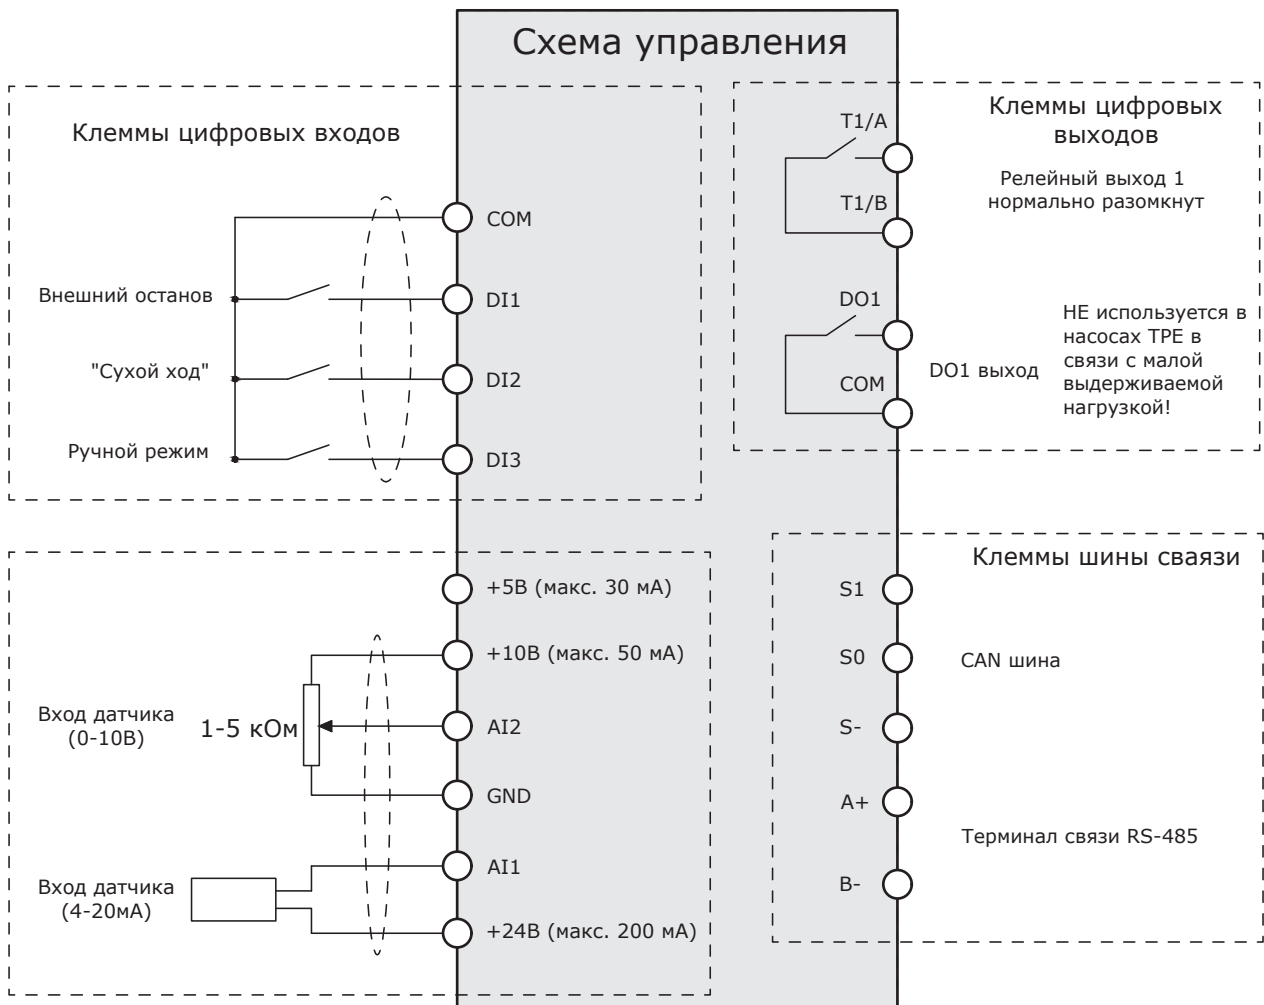 Схема управления
Клеммы цифровых входов
COM
Внешний останов
DI1
"Сухой ход"
DI2
Ручной режим
DI3
Клеммы цифровых
выходов
T1/A
Релейный выход 1
нормально разомкнут
T1/B
DO1
COM
DO1 выход
НЕ используется в
насосах TPE в
связи с малой
выдерживаемой
нагрузкой!
+5В (макс. 30 мА)
+10В (макс. 50 мА)
Вход датчика
(0-10В)
1-5 кОм
AI2
GND
AI1
Вход датчика
(4-20мА)
+24В (макс. 200 мА)
Клеммы шины сваязи
S1
S0
CAN шина
S-
A+
Терминал связи RS-485
B-